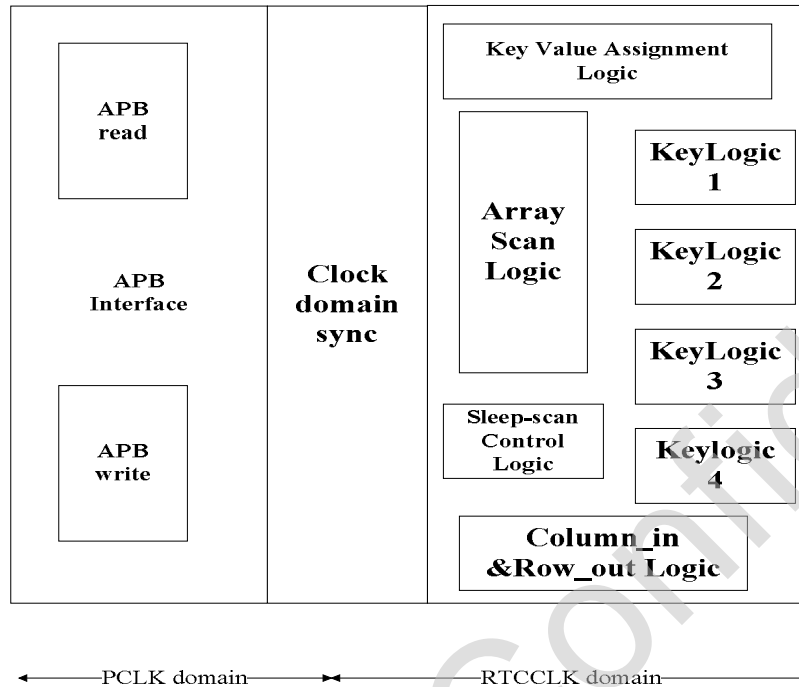 APB
read
APB
Interface
APB
write
Clock
domain
sync
Key Value Assignment
Logic
Array
Scan
Logic
KeyLogic
1
KeyLogic
2
KeyLogic
3
Keylogic
4
Sleep-scan
Control
Logic
Column_in
&Row_out Logic
PCLK domain
RTCCLK domain
Confid